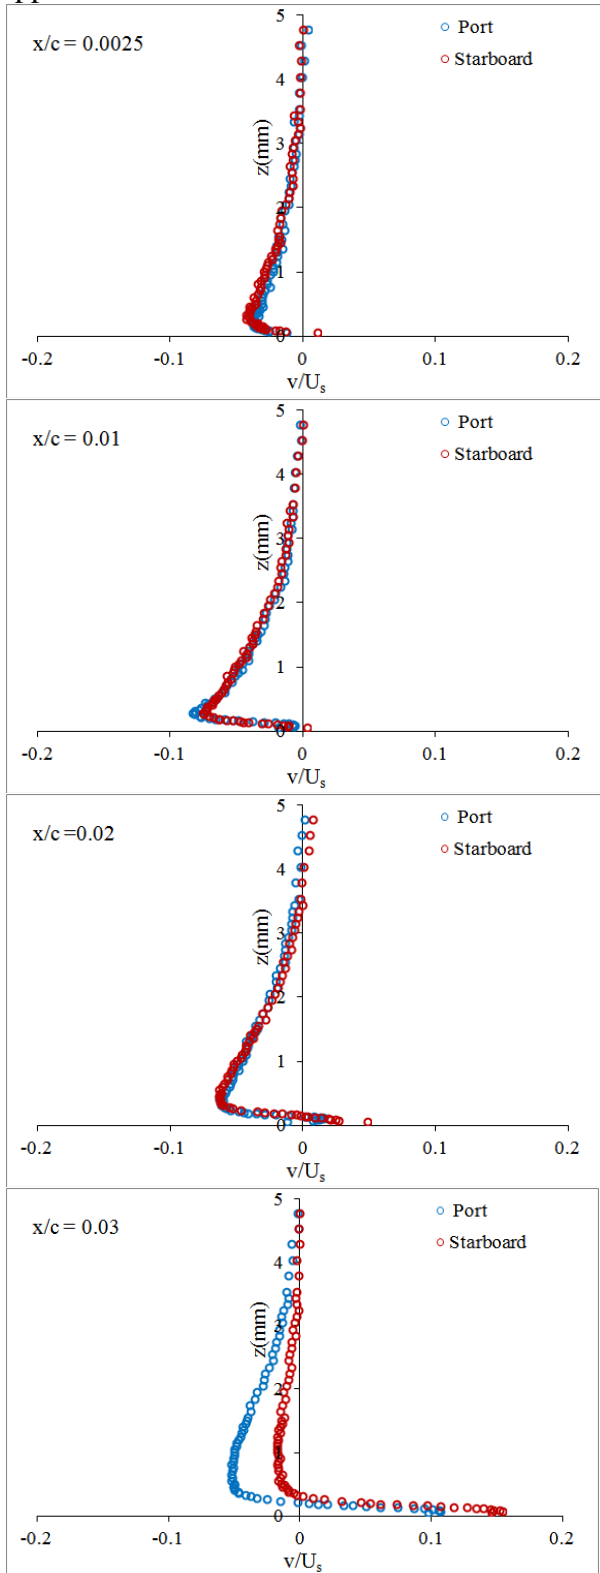 x/c = 0.0025
Port
Starboard
5
4
3
2
1
0
z(mm)
-0.2 -0.1 0 0.1 0.2
v/Us
x/c = 0.01
Port
Starboard
5
4
3
2
1
0
z(mm)
-0.2 -0.1 0 0.1 0.2
v/Us
x/c =0.02
Port
Starboard
5
4
3
2
1
0
z(mm)
-0.2 -0.1 0 0.1 0.2
v/Us
x/c = 0.03
Port
Starboard
5
4
3
2
1
0
z(mm)
-0.2 -0.1 0 0.1 0.2
v/Us